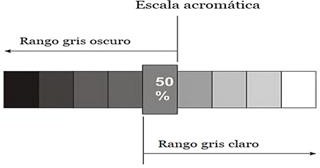 Escala acromática
Rango gris oscuro
50
%
Rango gris claro